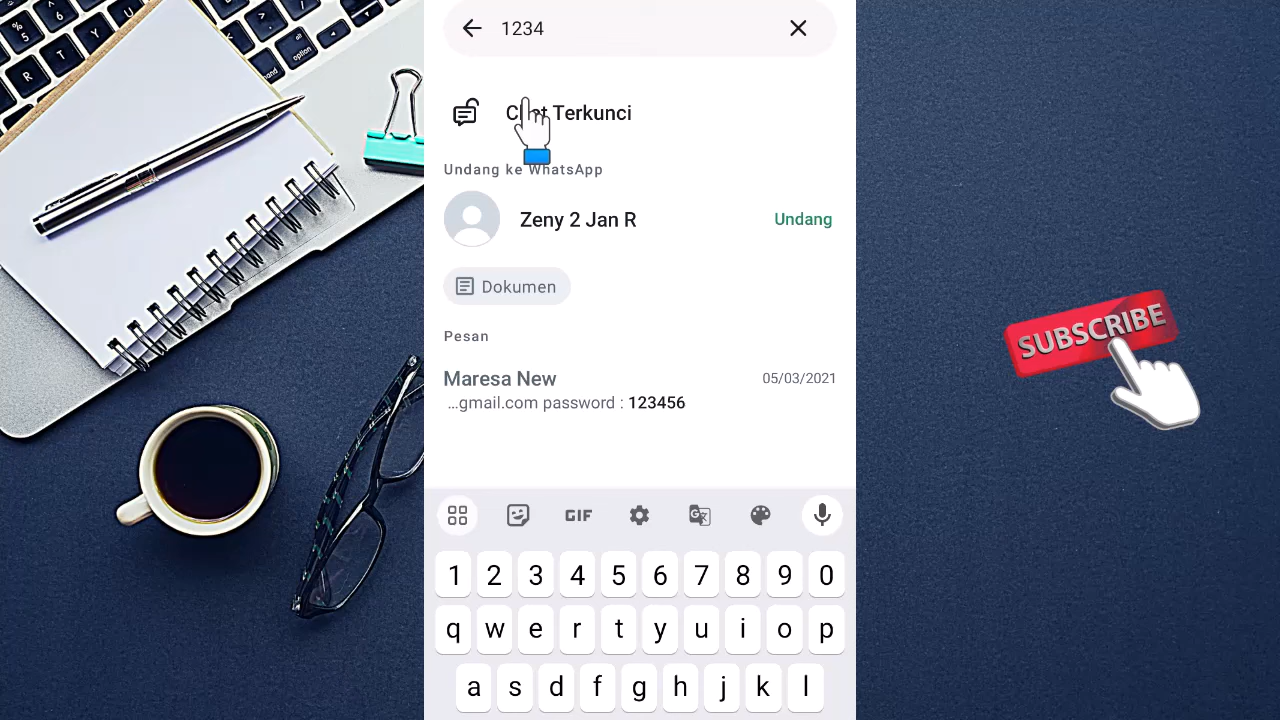 1234
Chat Terkunci
Undang ke WhatsApp
Zeny 2 Jan R
Undang
Dokumen
Pesan
Maresa New
05/03/2021
...gmail.com password : 123456
SUBSCRIBE
GIF
1 2 3 4 5 6 7 8 9 0
q w e r t y u i o p
a s d f g h j k l